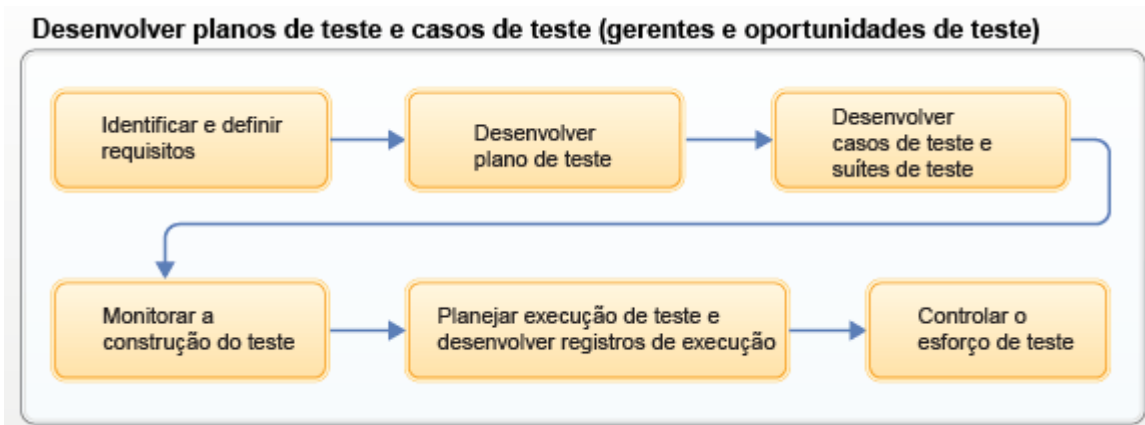 Desenvolver planos de teste e casos de teste (gerentes e oportunidades de teste)
Identificar e definir
requisitos
Desenvolver
plano de teste
Desenvolver
casos de teste e
suítes de teste
Monitorar a
construção do teste
Planejar execução de teste e
desenvolver registros de execução
Controlar o
esforço de teste